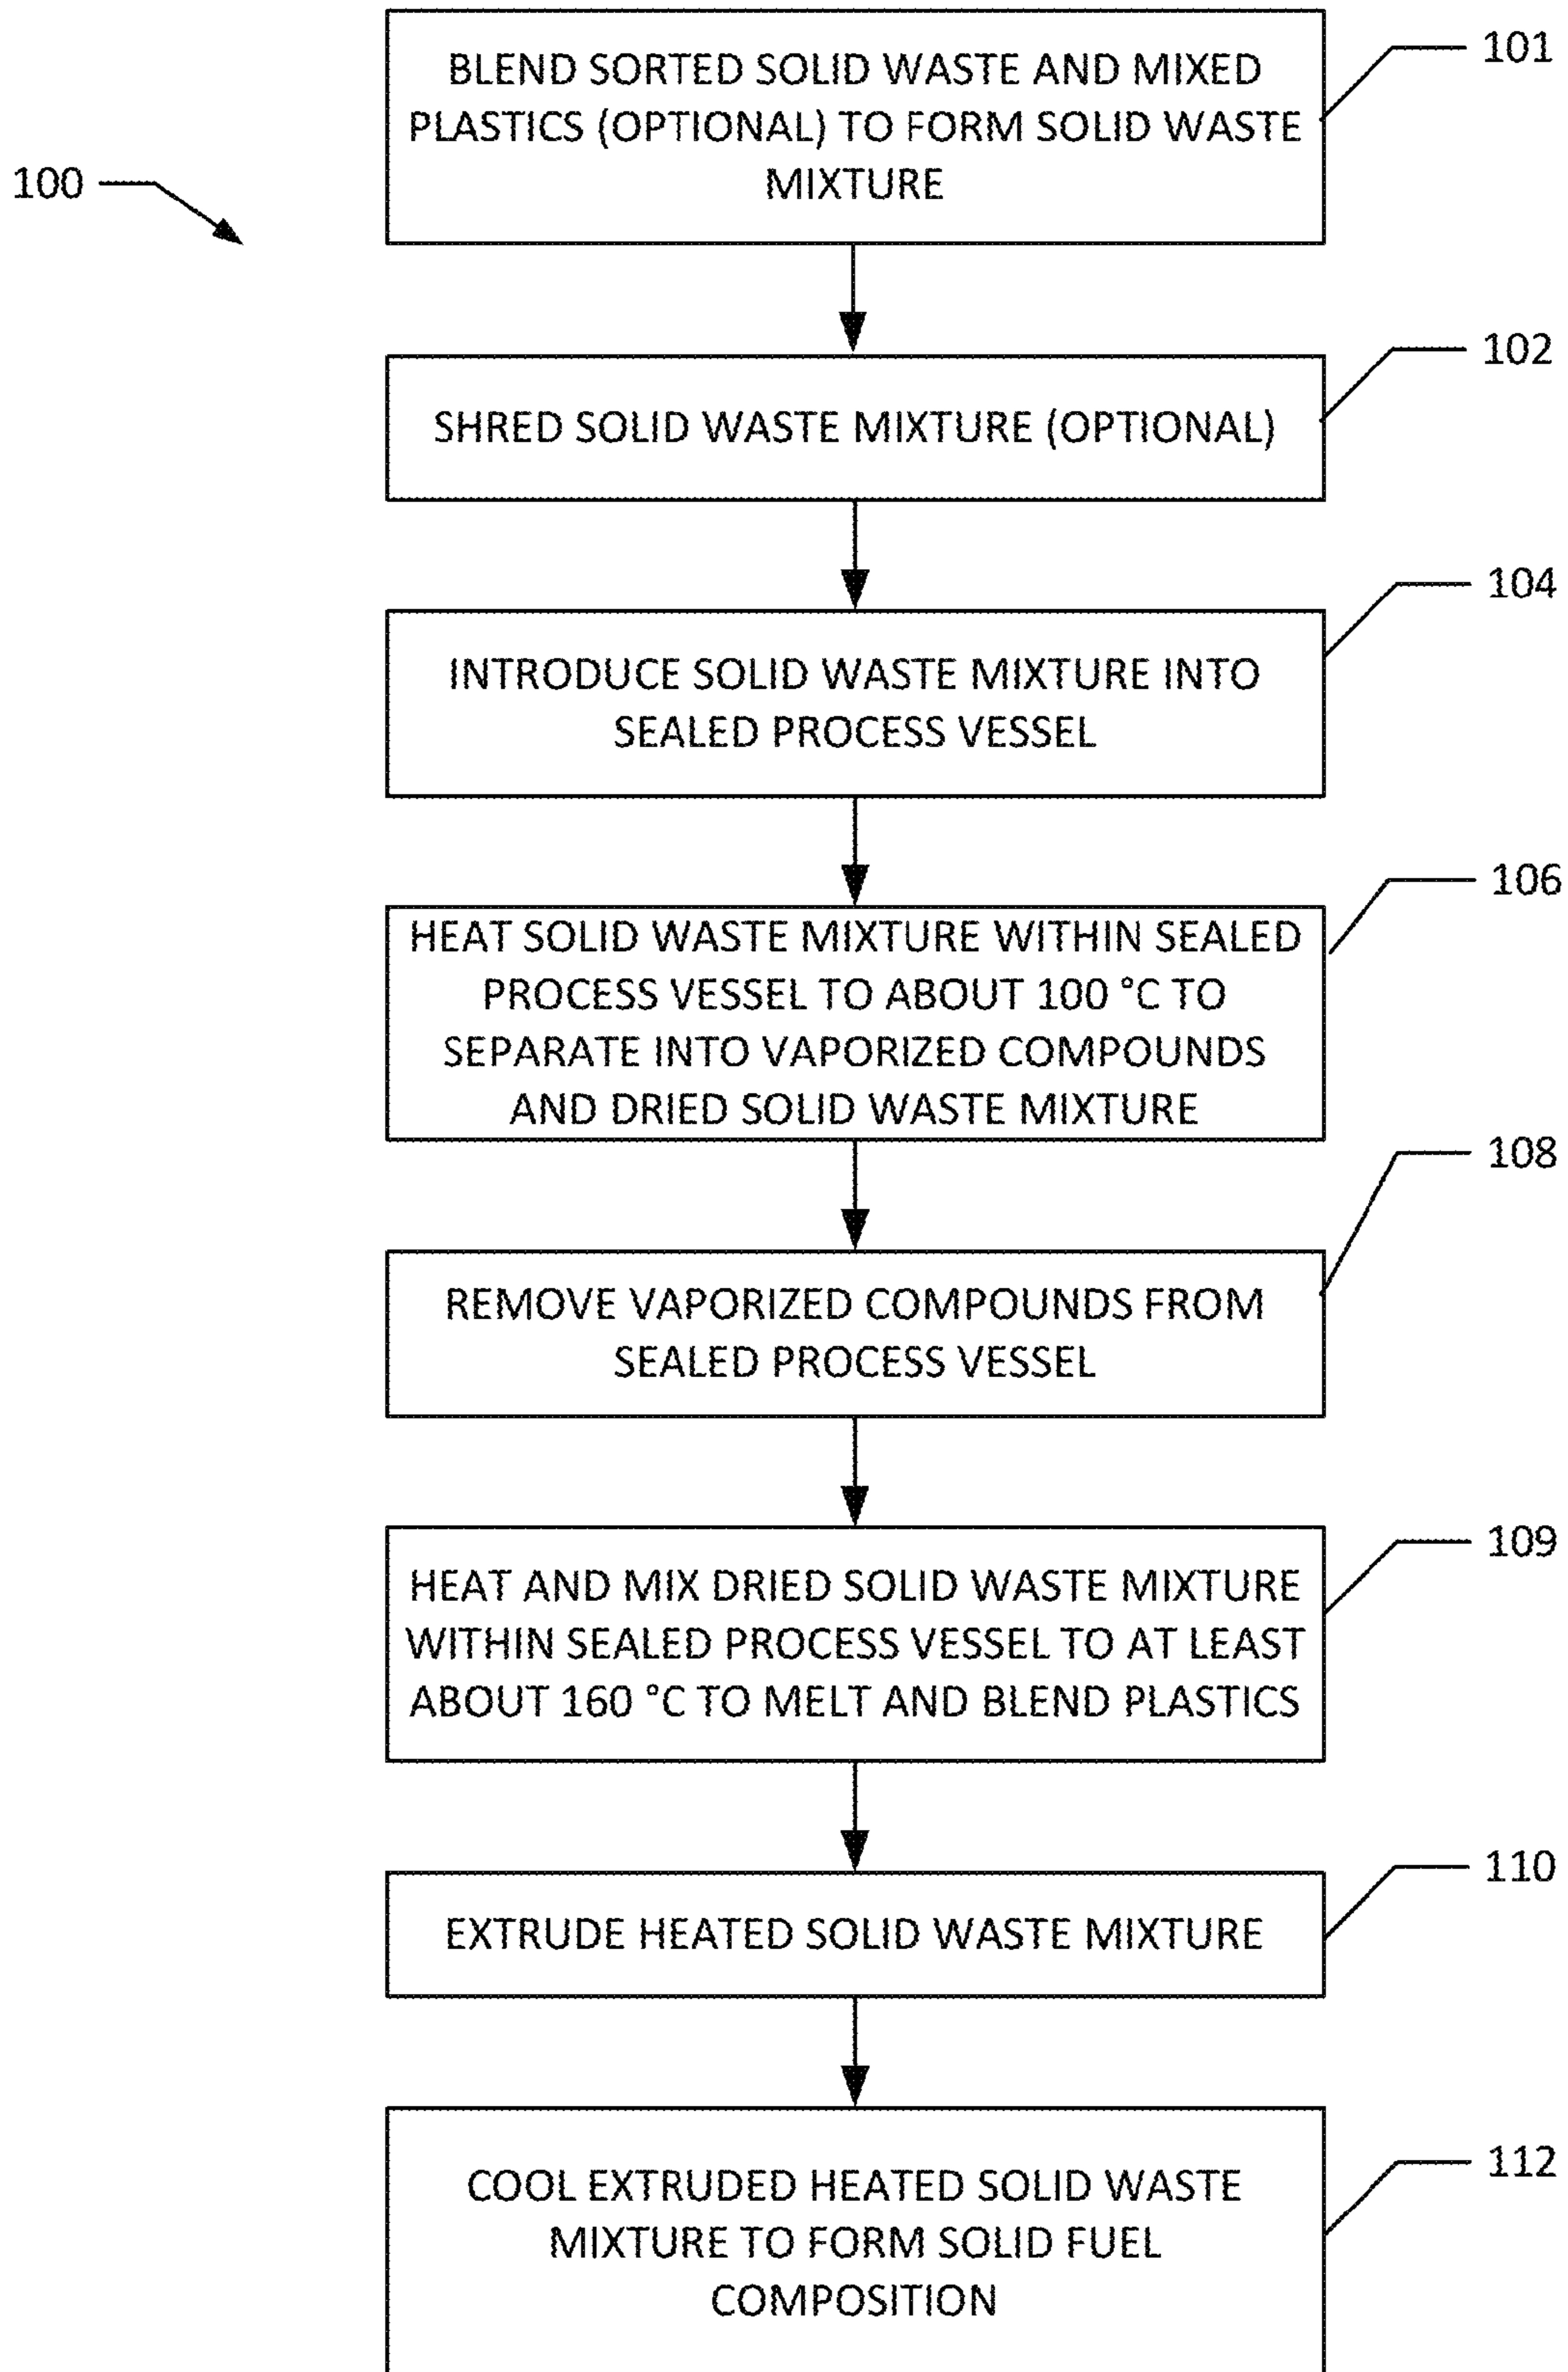 BLEND SORTED SOLID WASTE AND MIXED
PLASTICS (OPTIONAL) TO FORM SOLID WASTE
MIXTURE
101
100
SHRED SOLID WASTE MIXTURE (OPTIONAL)
102
INTRODUCE SOLID WASTE MIXTURE INTO
SEALED PROCESS VESSEL
104
HEAT SOLID WASTE MIXTURE WITHIN SEALED
PROCESS VESSEL TO ABOUT 100 °C TO
SEPARATE INTO VAPORIZED COMPOUNDS
AND DRIED SOLID WASTE MIXTURE
106
REMOVE VAPORIZED COMPOUNDS FROM
SEALED PROCESS VESSEL
108
HEAT AND MIX DRIED SOLID WASTE MIXTURE
WITHIN SEALED PROCESS VESSEL TO AT LEAST
ABOUT 160 °C TO MELT AND BLEND PLASTICS
109
EXTRUDE HEATED SOLID WASTE MIXTURE
110
COOL EXTRUDED HEATED SOLID WASTE
MIXTURE TO FORM SOLID FUEL
COMPOSITION
112